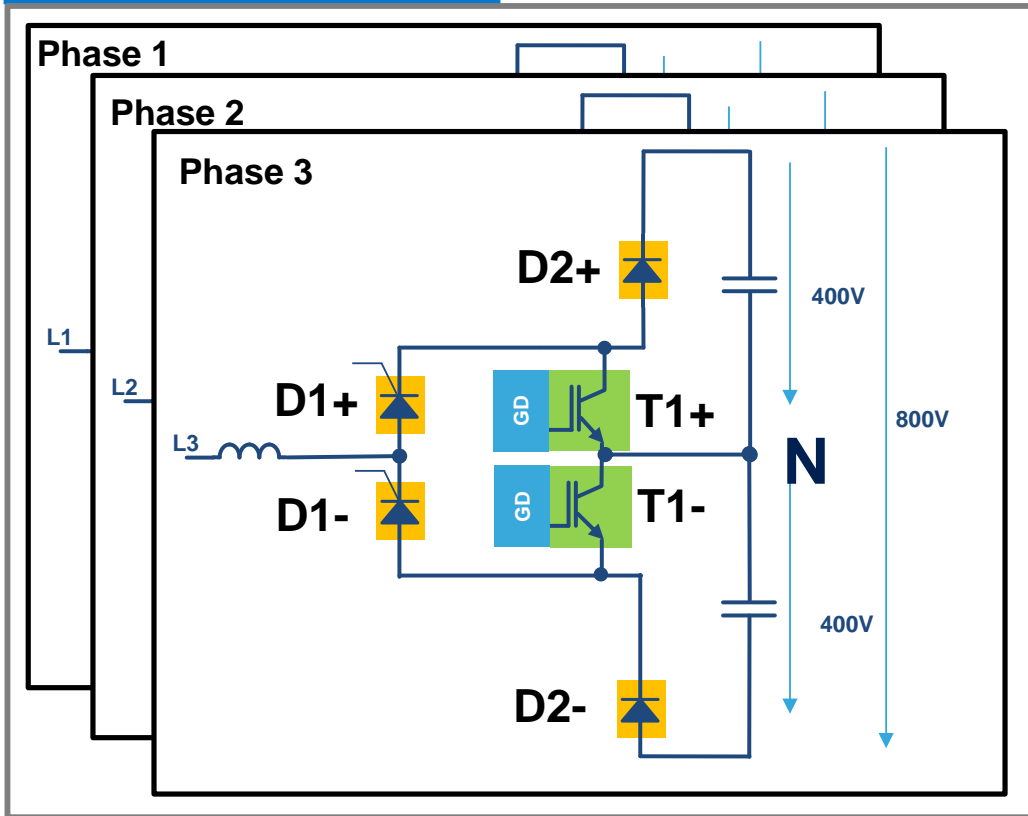 Phase 1
Phase 2
Phase 3
D2+
400V
L1
L2
D1+
GD
T1+
800V
L3
N
D1-
GD
T1-
400V
D2-